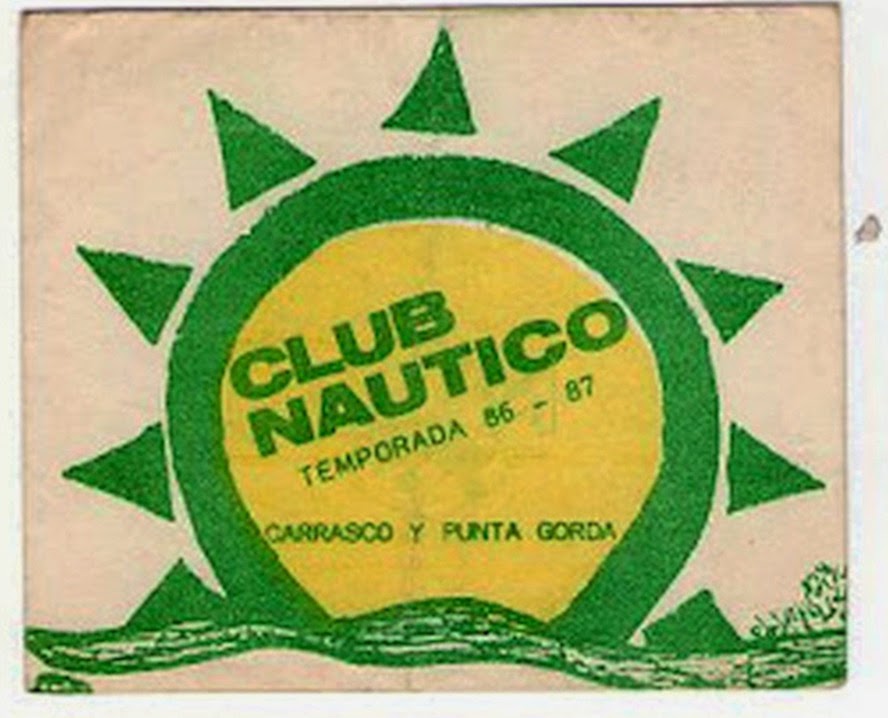 CLUB
NAUTICO
TEMPORADA 86 - 87
CARRASCO Y PUNTA GORDA